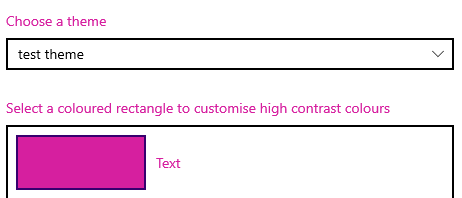 Choose a theme
test theme
Select a coloured rectangle to customise high contrast colours
Text